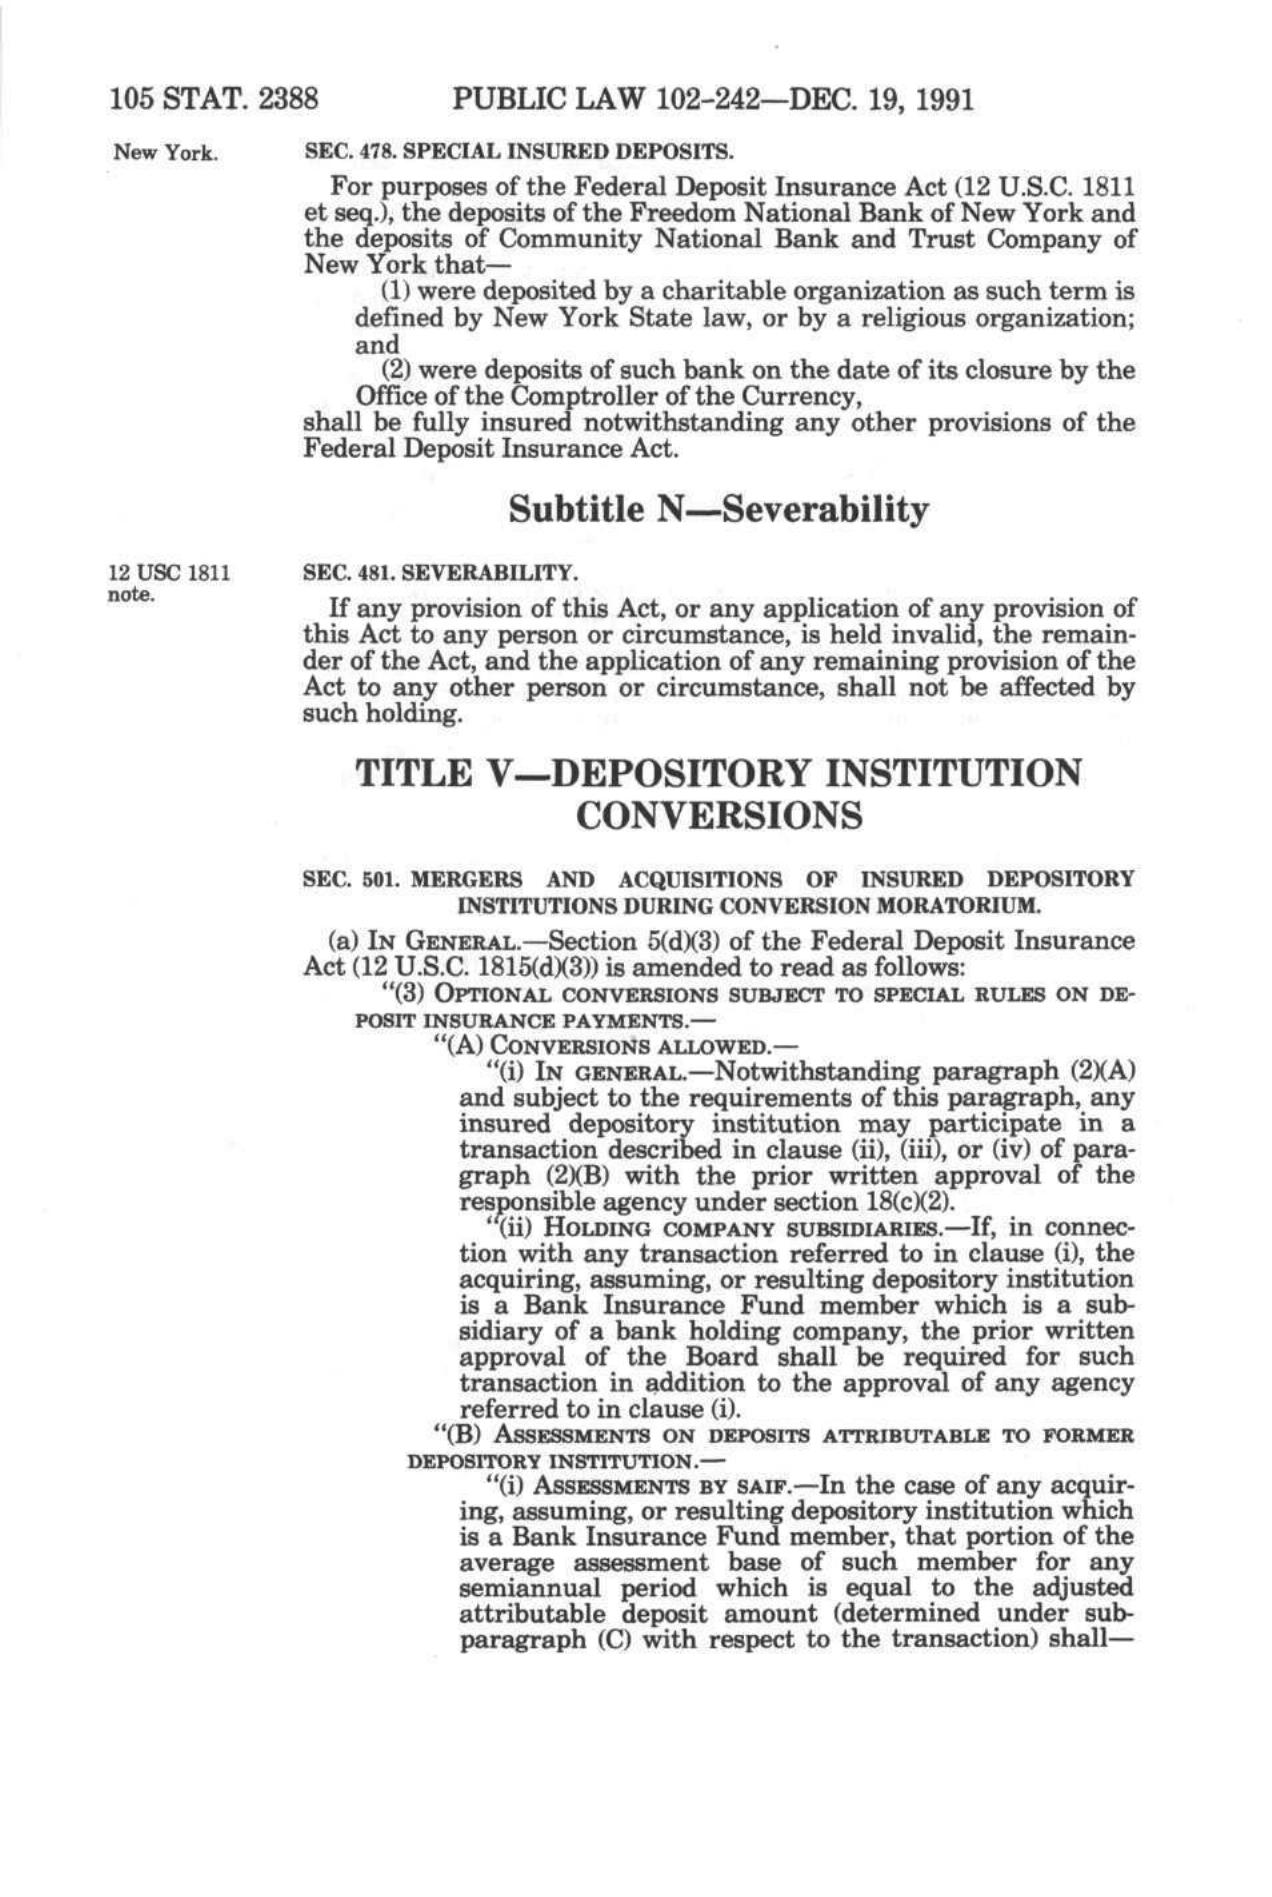 105 STAT. 2388 PUBLIC LAW 102-242—DEC. 19, 1991
New York.
SEC. 478. SPECIAL INSURED DEPOSITS.
For purposes of the Federal Deposit Insurance Act (12 U.S.C. 1811
et seq.), the deposits of the Freedom National Bank of New York and
the deposits of Community National Bank and Trust Company of
New York that—
(1) were deposited by a charitable organization as such term is
defined by New York State law, or by a religious organization;
and
(2) were deposits of such bank on the date of its closure by the
Office of the Comptroller of the Currency,
shall be fully insured notwithstanding any other provisions of the
Federal Deposit Insurance Act.
Subtitle N—Severability
12 USC 1811
note.
SEC. 481. SEVERABILITY.
If any provision of this Act, or any application of any provision of
this Act to any person or circumstance, is held invalid, the remain-
der of the Act, and the application of any remaining provision of the
Act to any other person or circumstance, shall not be affected by
such holding.
TITLE V—DEPOSITORY INSTITUTION
CONVERSIONS
SEC. 501. MERGERS AND ACQUISITIONS OF INSURED DEPOSITORY
INSTITUTIONS DURING CONVERSION MORATORIUM.
(a) IN GENERAL.—Section 5(d)(3) of the Federal Deposit Insurance
Act (12 U.S.C. 1815(d)(3)) is amended to read as follows:
"(3) OPTIONAL CONVERSIONS SUBJECT TO SPECIAL RULES ON DE-
POSIT INSURANCE PAYMENTS.—
"(A) CONVERSIONS ALLOWED.—
"(i) IN GENERAL.—Notwithstanding paragraph (2)(A)
and subject to the requirements of this paragraph, any
insured depository institution may participate in a
transaction described in clause (ii), (iii), or (iv) of para-
graph (2)(B) with the prior written approval of the
responsible agency under section 18(c)(2).
"(ii) HOLDING COMPANY SUBSIDIARIES.—If, in connec-
tion with any transaction referred to in clause (i), the
acquiring, assuming, or resulting depository institution
is a Bank Insurance Fund member which is a sub-
sidiary of a bank holding company, the prior written
approval of the Board shall be required for such
transaction in addition to the approval of any agency
referred to in clause (i).
"(B) ASSESSMENTS ON DEPOSITS ATTRIBUTABLE TO FORMER
DEPOSITORY INSTITUTION.—
"(i) ASSESSMENTS BY SAIF.—In the case of any acquir-
ing, assuming, or resulting depository institution which
is a Bank Insurance Fund member, that portion of the
average assessment base of such member for any
semiannual period which is equal to the adjusted
attributable deposit amount (determined under sub-
paragraph (C) with respect to the transaction) shall—